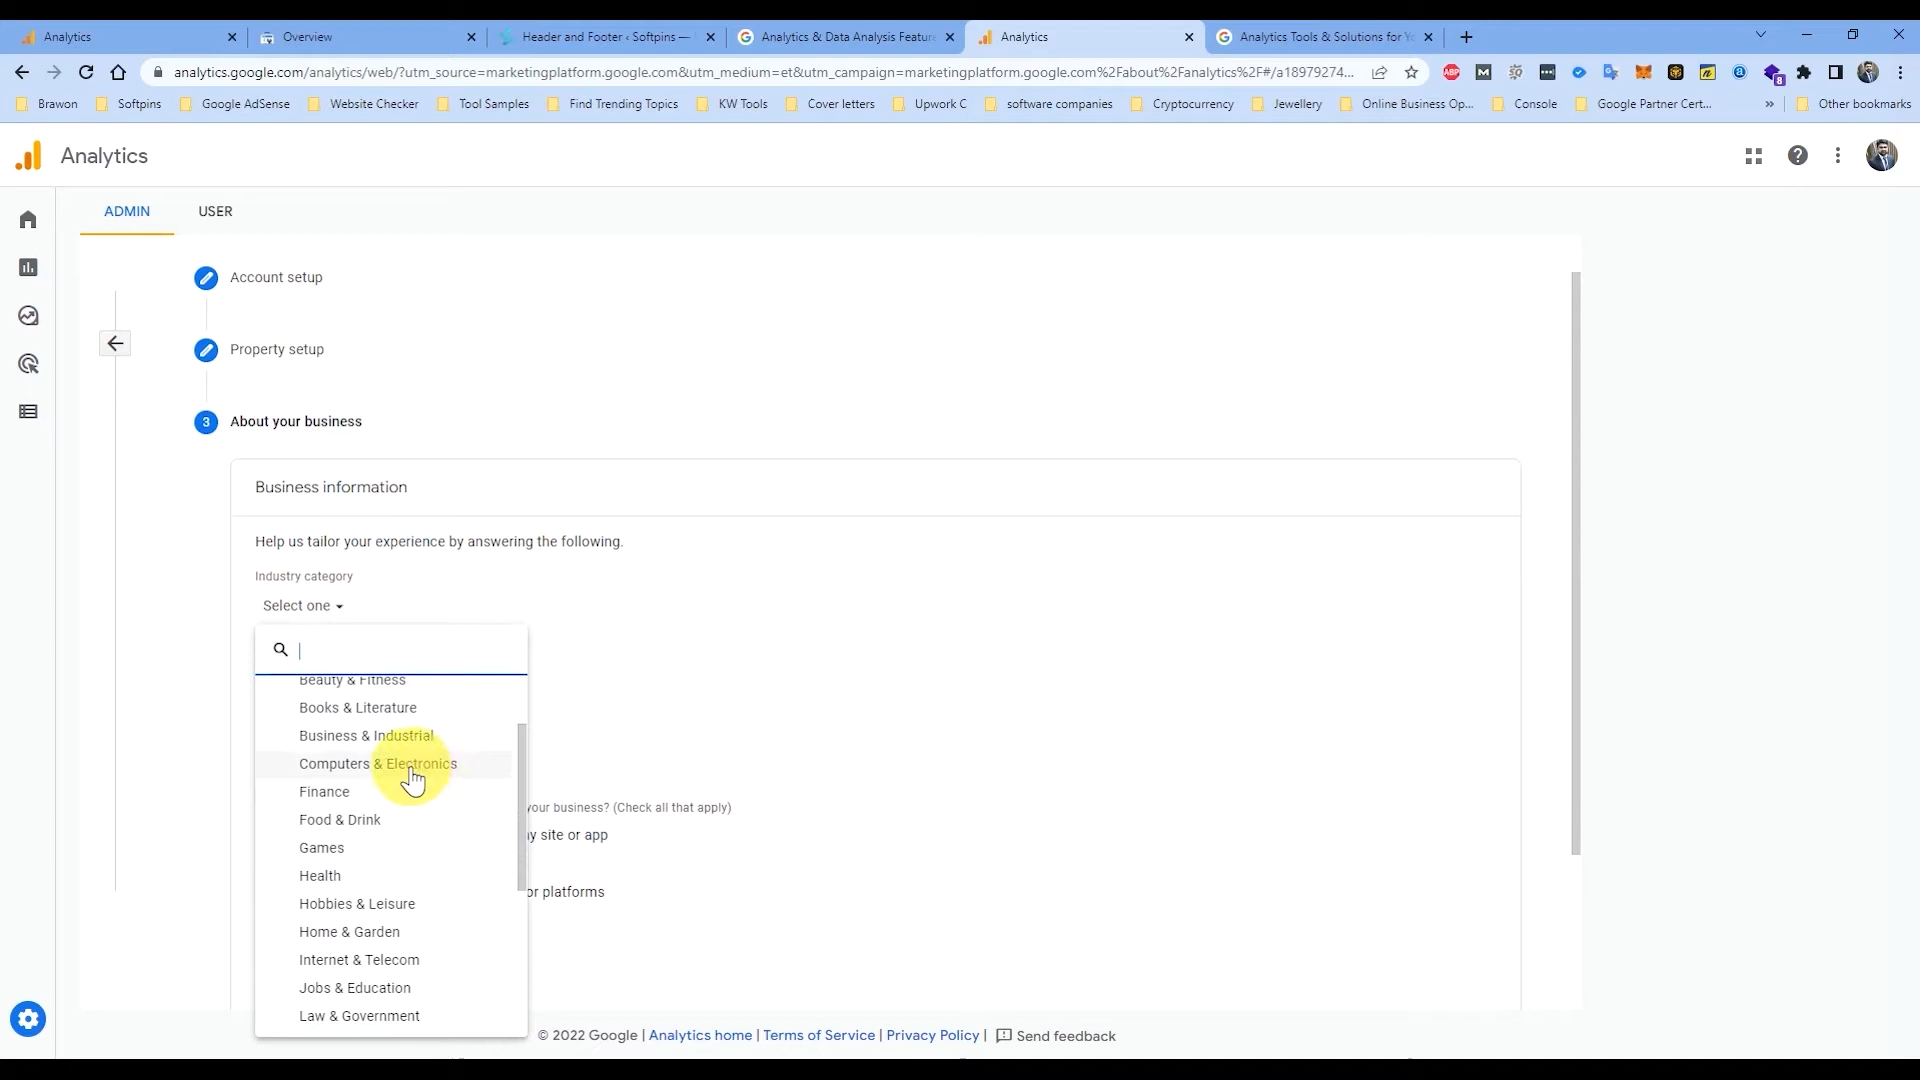 Analytics
Overview
Header and Footer ‹ Softpins —
Analytics & Data Analysis Feature
Analytics
Analytics Tools & Solutions for Yo
analytics.google.com/analytics/web/?utm_source=marketingplatform.google.com&utm_medium=et&utm_campaign=marketingplatform.google.com%2Fabout%2Fanalytics%2F#/a18979274...
ABP
M
8
Brawon
Softpins
Google AdSense
Website Checker
Tool Samples
Find Trending Topics
KW Tools
Cover letters
Upwork C
software companies
Cryptocurrency
Jewellery
Online Business Op...
Console
Google Partner Cert...
»
Other bookmarks
Analytics
ADMIN
USER
Account setup
Property setup
3 About your business
Business information
Help us tailor your experience by answering the following.
Industry category
Select one
Beauty & Fitness
Books & Literature
Business & Industrial
Computers & Electronics
Finance
your business? (Check all that apply)
Food & Drink
site or app
Games
Health
or platforms
Hobbies & Leisure
Home & Garden
Internet & Telecom
Jobs & Education
Law & Government
© 2022 Google | Analytics home | Terms of Service | Privacy Policy | Send feedback